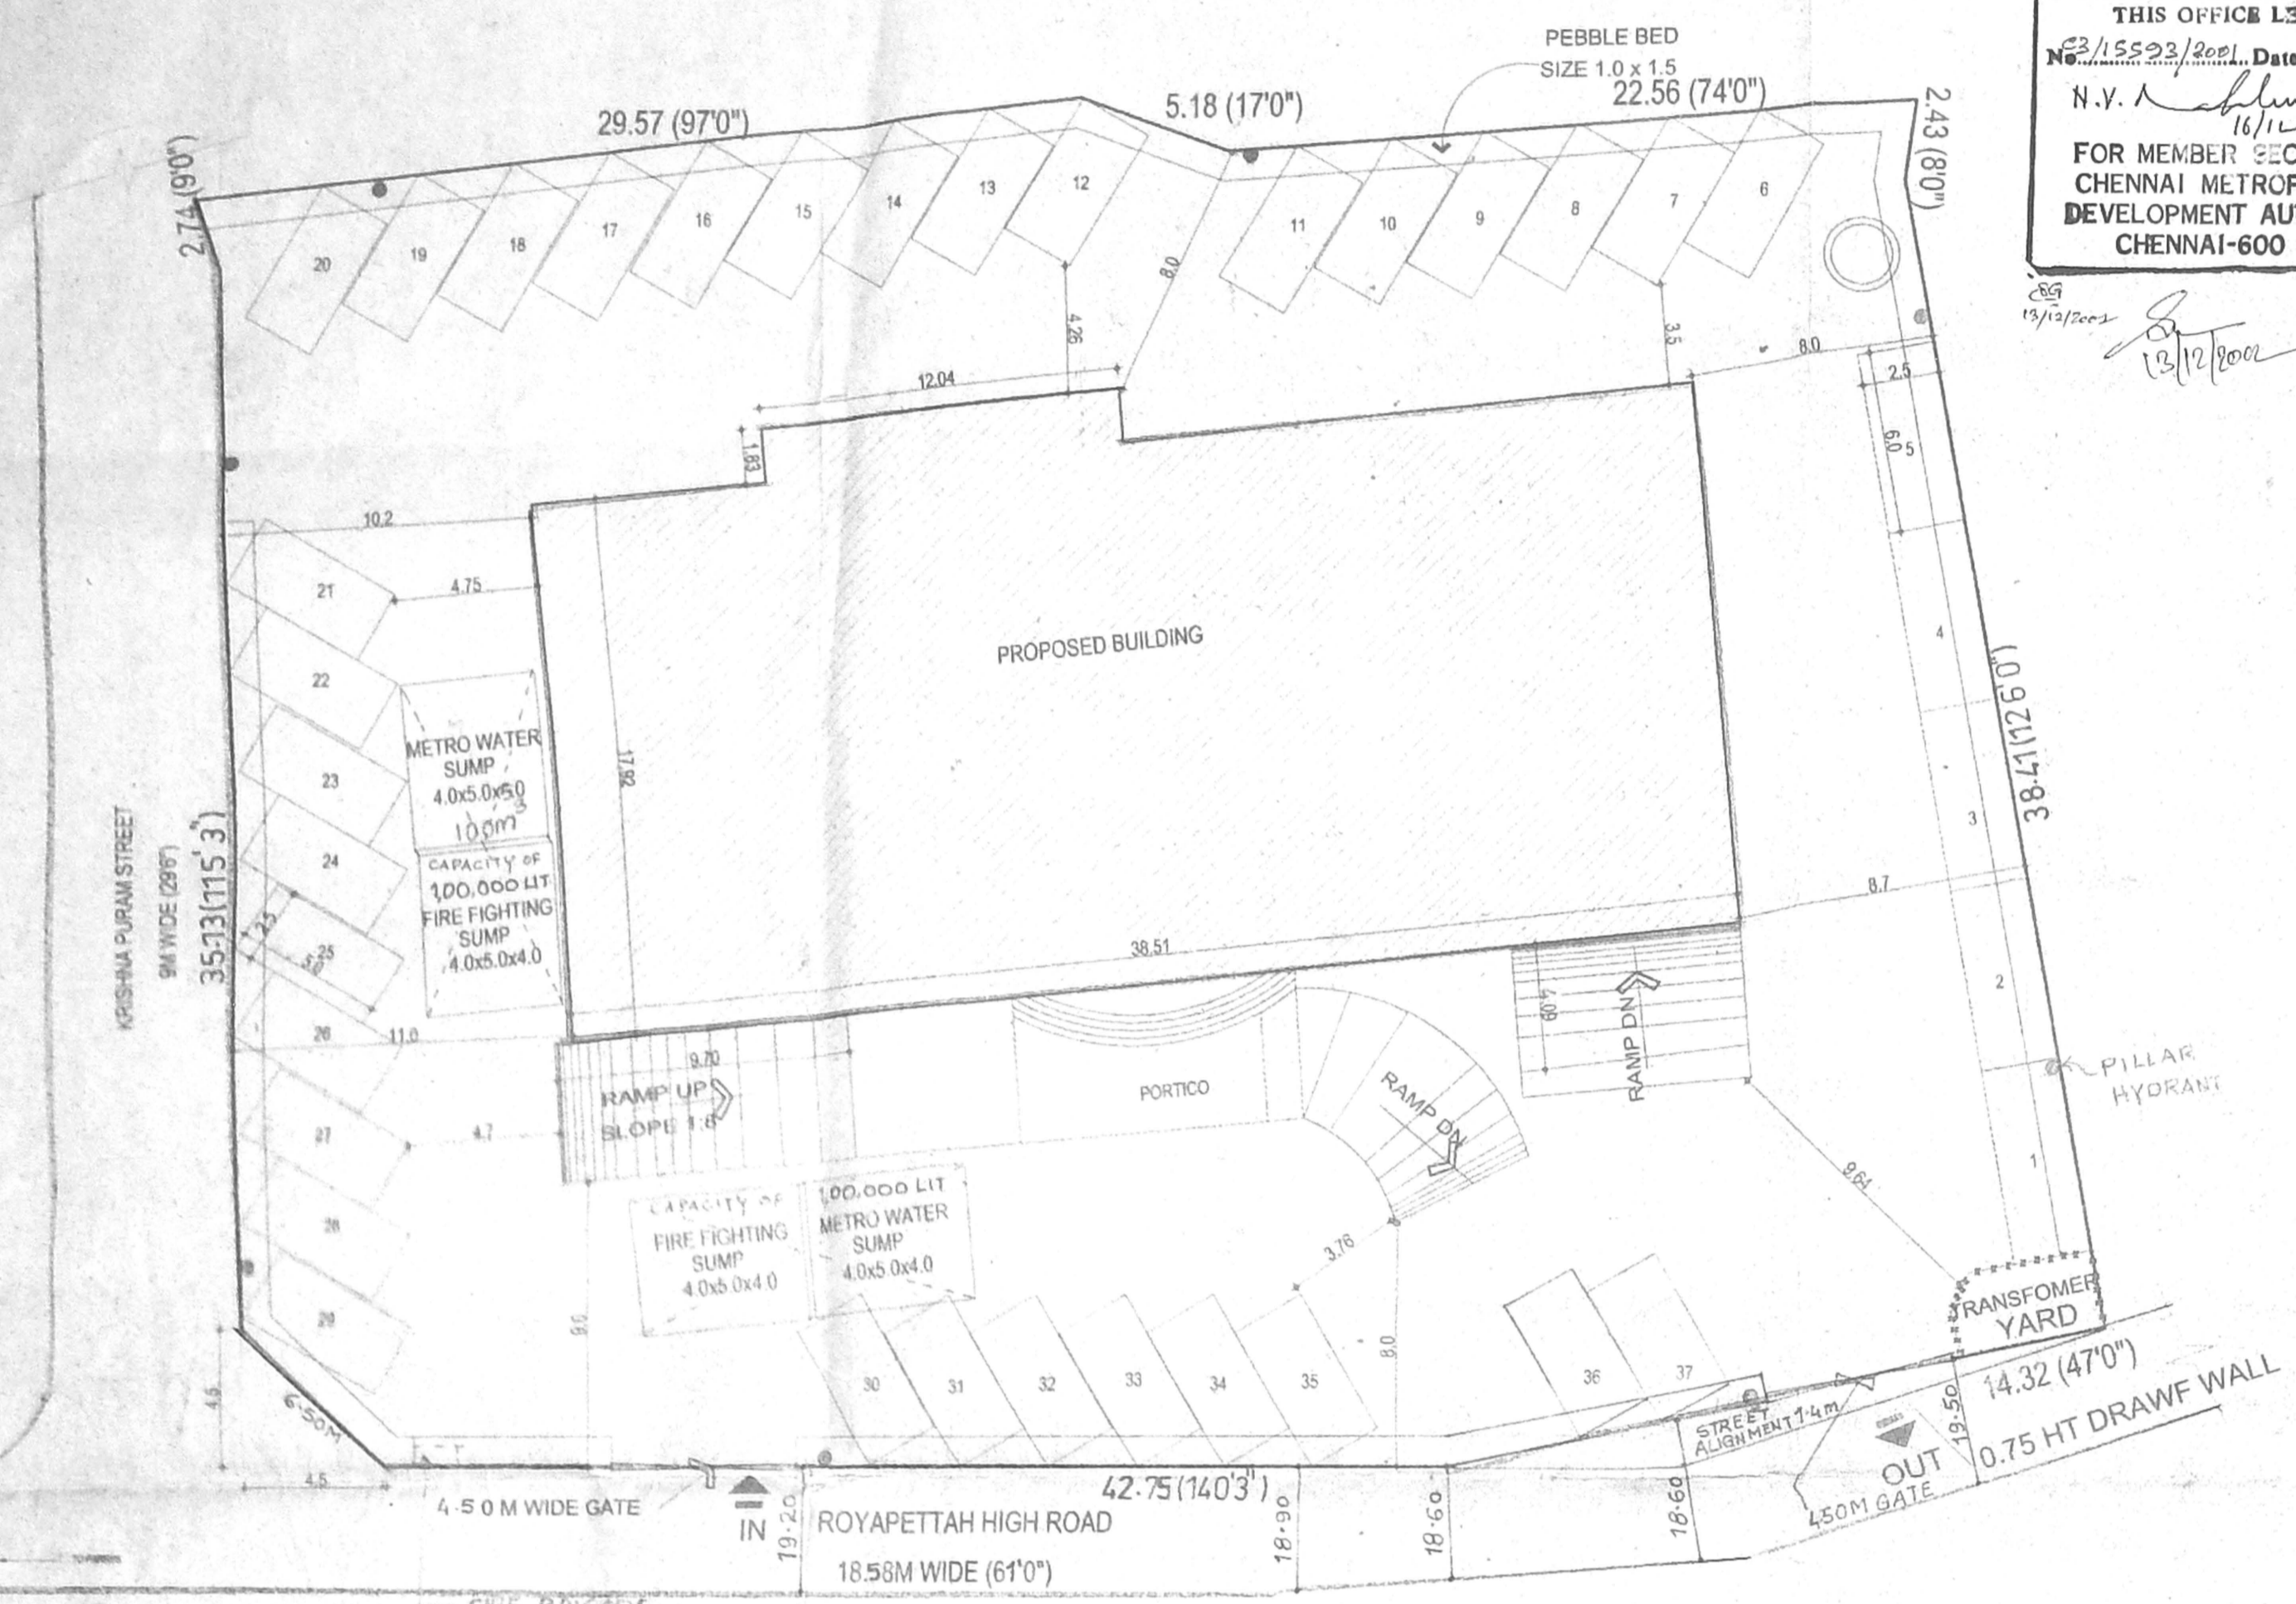 THIS OFFICE
No C3/15593/2001 Date
N.V.
16/12
FOR MEMBER
CHENNAI
DEVELOPMENT
CHENNAI-600
13/12/2002
13/12/2002
PEBBLE BED
SIZE 1.0 x 1.5
29.57 (97'0")
5.18 (17'0")
22.56 (74'0")
2.43 (8'0")
2.74 (9'0")
20
19
18
17
16
15
14
13
12
11
10
9
8
7
6
8.0
4.26
3.5
8.0
2.5
12.04
1.83
6.0
5
10.2
21
4.75
PROPOSED BUILDING
4
22
38.41(126'0")
METRO WATER
SUMP
4.0x5.0x5.0
100m³
17.92
23
3
KRISHNA PURAM STREET
9M WIDE (29'6")
35.13(115'3")
24
CAPACITY OF
1,00,000 LIT
FIRE FIGHTING
SUMP
4.0x5.0x4.0
8.7
2.5
25
5.0
38.51
2
26
11.0
9.70
RAMP UP
SLOPE 1:8
PORTICO
RAMP DN
4.09
RAMP DN
PILLAR
HYDRANT
27
4.7
1
9.64
28
CAPACITY OF
FIRE FIGHTING
SUMP
4.0x5.0x4.0
1,00,000 LIT
METRO WATER
SUMP
4.0x5.0x4.0
3.76
29
9.0
8.0
TRANSFOMER
YARD
4.5
6.50M
30
31
32
33
34
35
36
37
STREET
ALIGNMENT 1.4m
19.50
14.32 (47'0")
0.75 HT DRAWF WALL
OUT
4.50M GATE
4.5
4.50M WIDE GATE
IN
19.20
42.75(140'3")
ROYAPETTAH HIGH ROAD
18.58M WIDE (61'0")
18.90
18.60
18.60